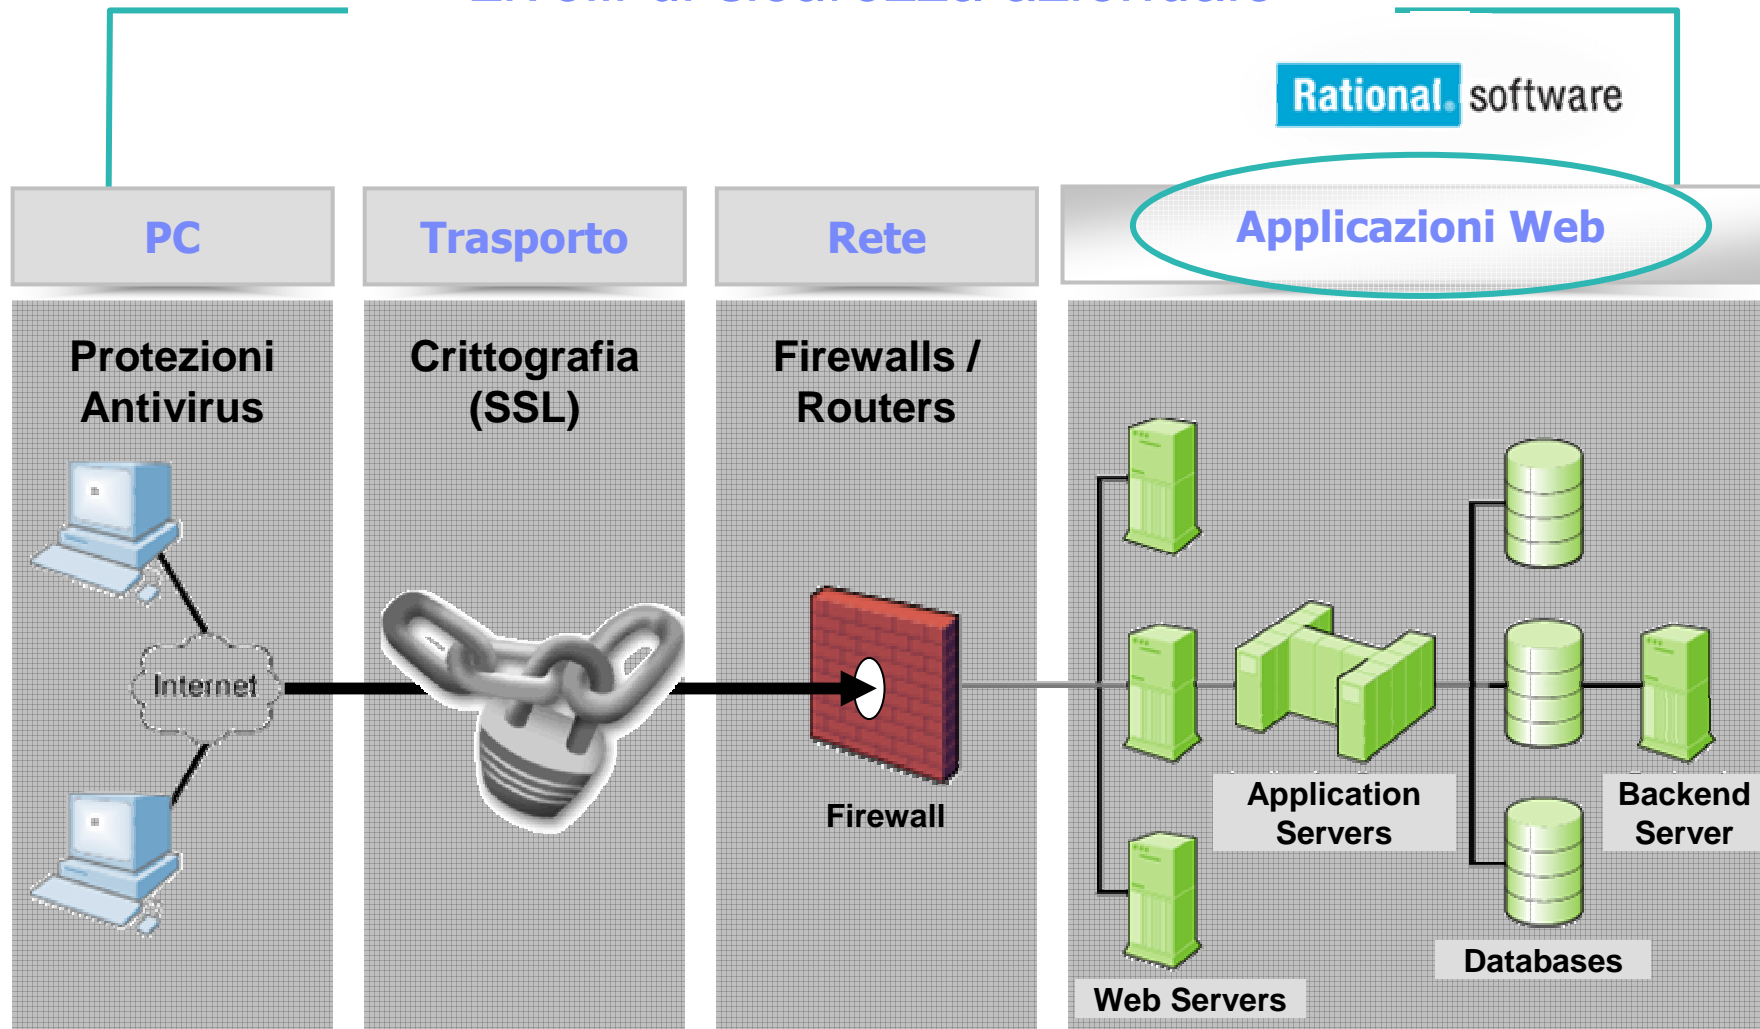 Rational. software
PC
Trasporto
Rete
Applicazioni Web
Protezioni
Antivirus
Crittografia
(SSL)
Firewalls /
Routers
Internet
Firewall
Application
Servers
Backend
Server
Databases
Web Servers